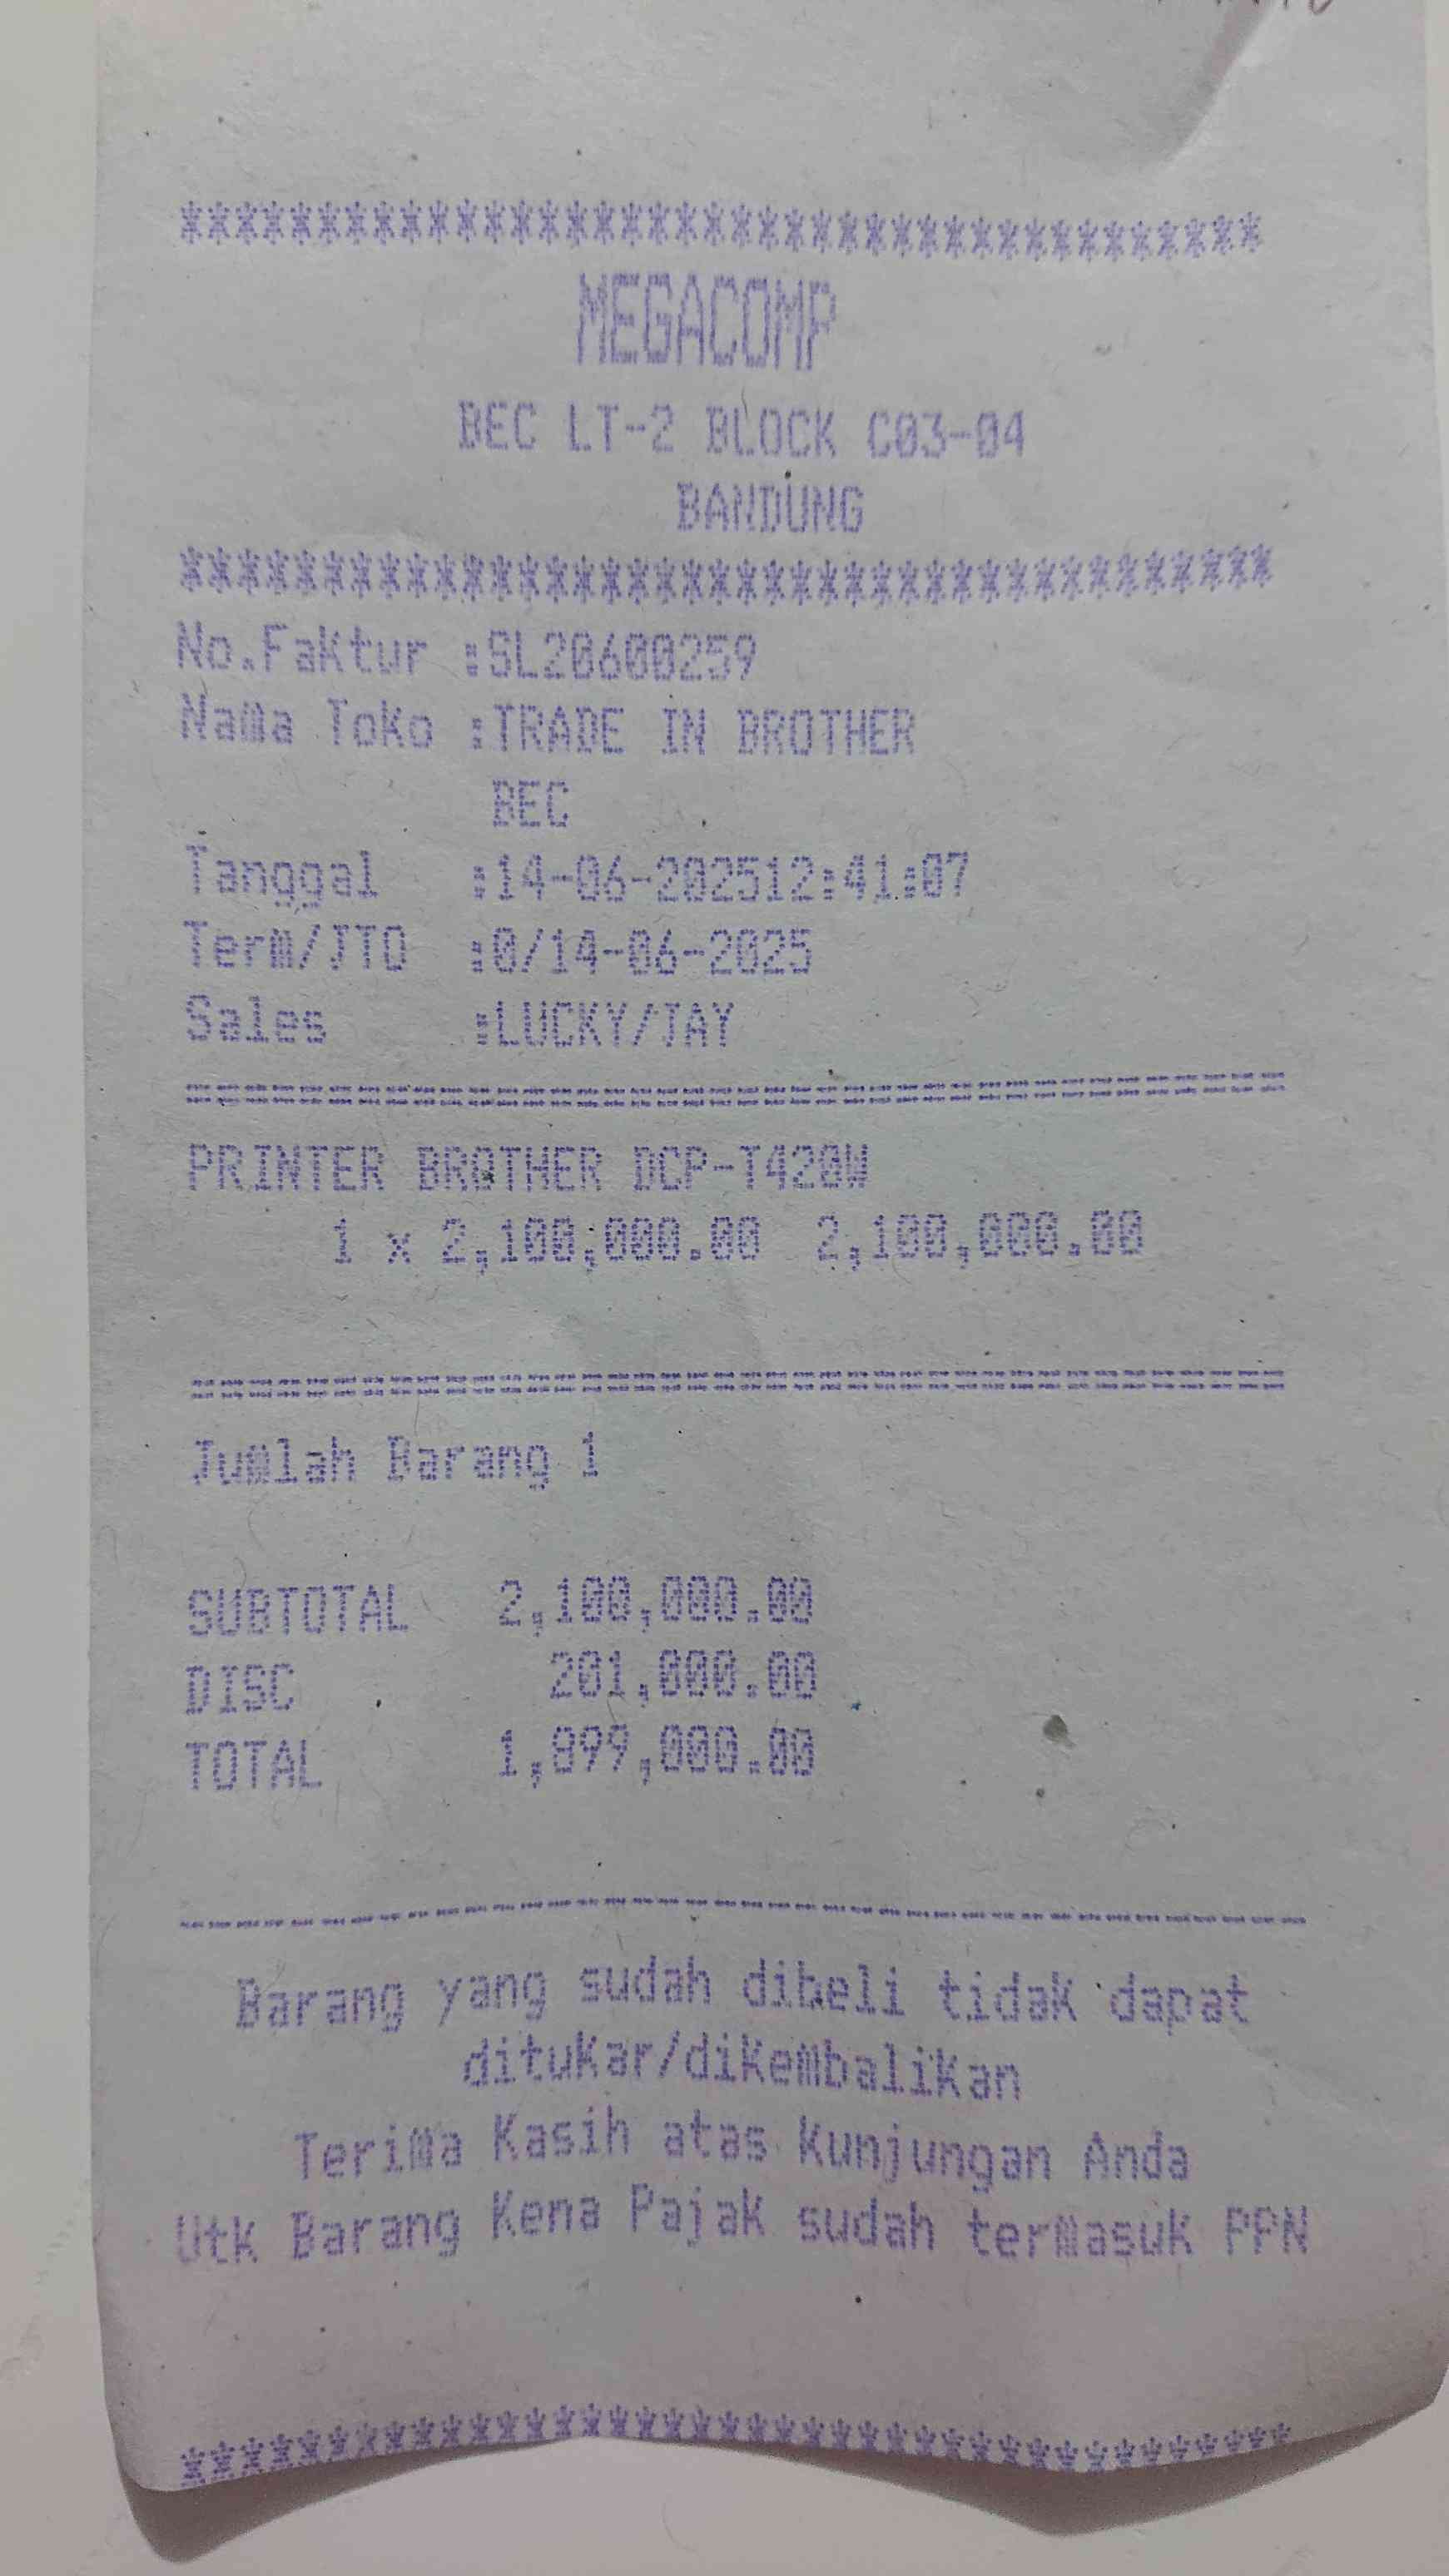 ****************************************
MEGACOMP
BEC LT-2 BLOCK C03-04
BANDUNG
****************************************
No.Faktur :SL20600259
Nama Toko :TRADE IN BROTHER
BEC
Tanggal :14-06-202512:41:07
Term/JTO :0/14-06-2025
Sales :LUCKY/JAY
========================================
PRINTER BROTHER DCP-T420W
1 x 2,100,000.00 2,100,000.00
========================================
Jumlah Barang 1
SUBTOTAL 2,100,000.00
DISC 201,000.00
TOTAL 1,899,000.00
----------------------------------------
Barang yang sudah dibeli tidak dapat
ditukar/dikembalikan
Terima Kasih atas Kunjungan Anda
Utk Barang Kena Pajak sudah termasuk PPN
****************************************